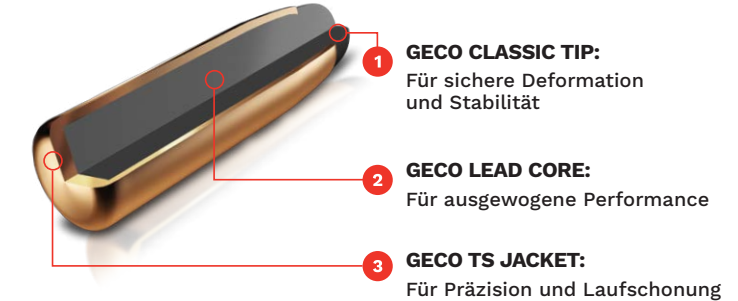 1 GECO CLASSIC TIP:
Für sichere Deformation
und Stabilität
2 GECO LEAD CORE:
Für ausgewogene Performance
3 GECO TS JACKET:
Für Präzision und Laufschonung